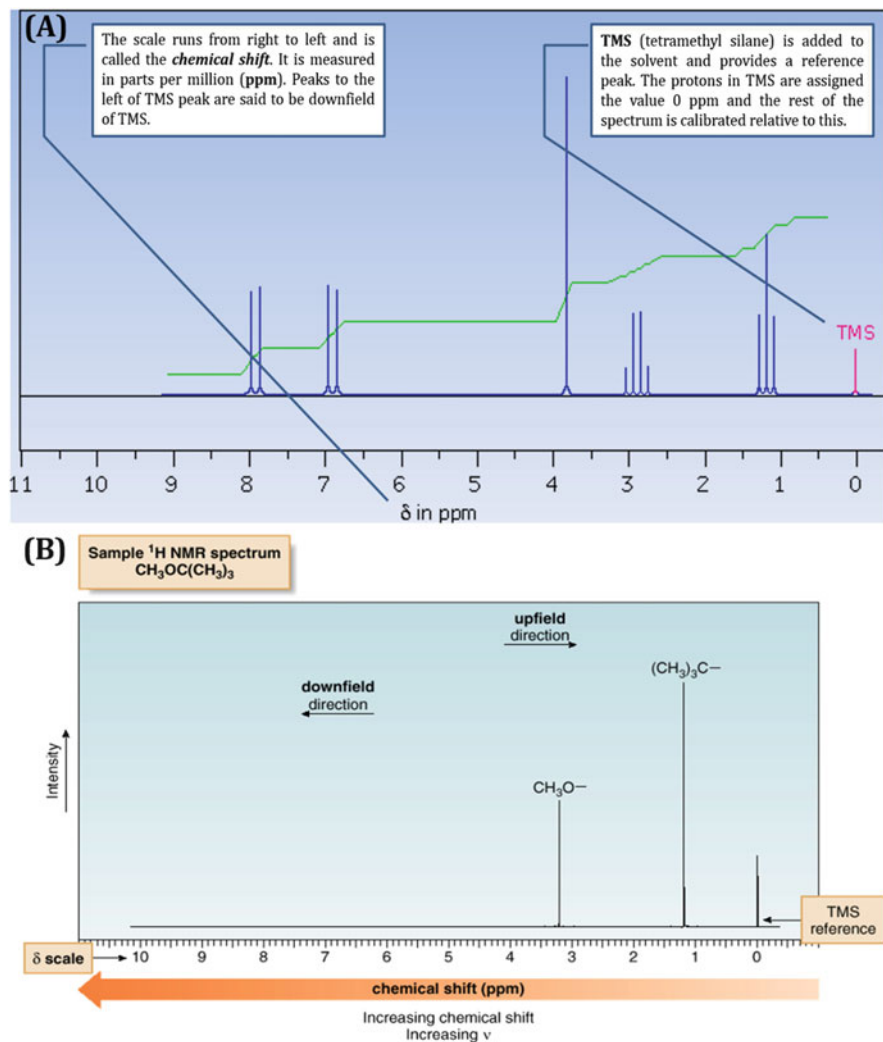 (A)
The scale runs from right to left and is
called the chemical shift. It is measured
in parts per million (ppm). Peaks to the
left of TMS peak are said to be downfield
of TMS.
TMS (tetramethyl silane) is added to
the solvent and provides a reference
peak. The protons in TMS are assigned
the value 0 ppm and the rest of the
spectrum is calibrated relative to this.
TMS
11 10 9 8 7 6 5 4 3 2 1 0
δ in ppm
(B)
Sample ¹H NMR spectrum
CH₃OC(CH₃)₃
upfield
direction
downfield
direction
(CH₃)₃C—
CH₃O—
Intensity
TMS
reference
δ scale
10 9 8 7 6 5 4 3 2 1 0
chemical shift (ppm)
Increasing chemical shift
Increasing ν